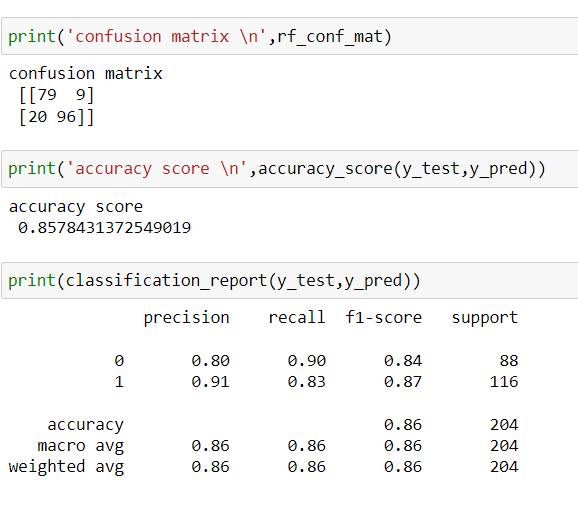 print('confusion matrix \n',rf_conf_mat)
confusion matrix
[[79  9]
[20 96]]
print('accuracy score \n',accuracy_score(y_test,y_pred))
accuracy score
0.8578431372549019
print(classification_report(y_test,y_pred))
precision    recall  f1-score   support
0       0.80      0.90      0.84        88
1       0.91      0.83      0.87       116
accuracy                           0.86       204
macro avg       0.86      0.86      0.86       204
weighted avg       0.86      0.86      0.86       204